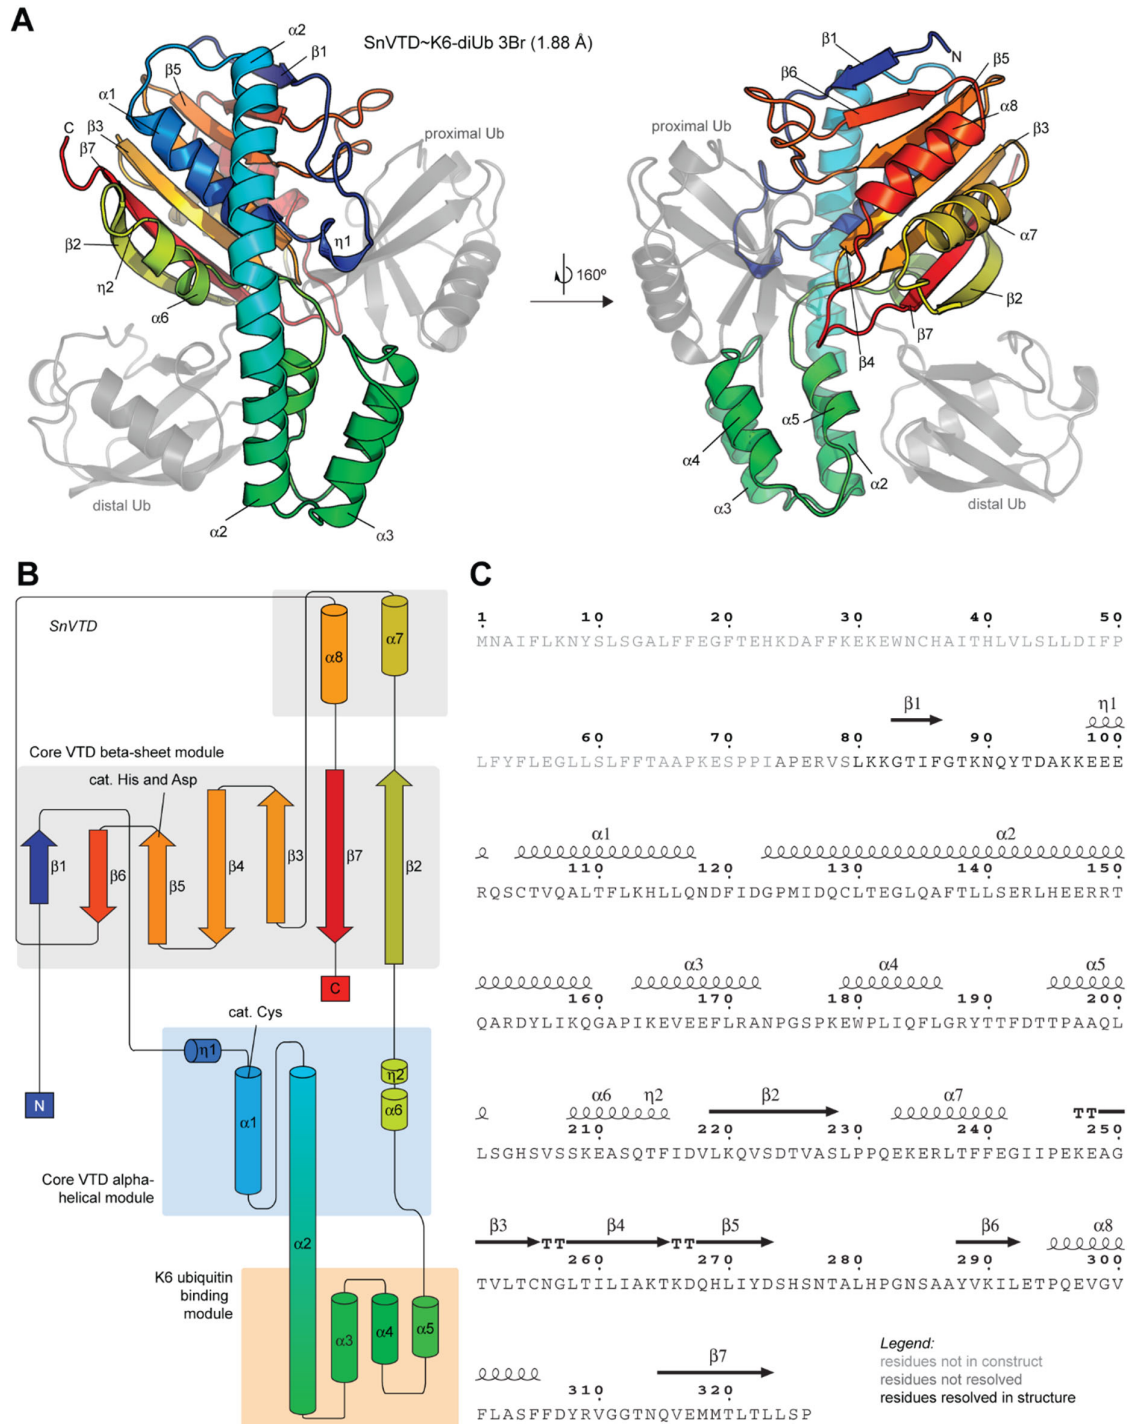 A
SnVTD~K6-diUb 3Br (1.88 Å)
α2
β1
β5
α1
β3
C
β7
proximal Ub
η1
β2
η2
α6
distal Ub
α2
α3
160º
β1
N
β6
β5
α8
proximal Ub
β3
α7
β2
β7
β4
α5
α4
α2
α3
distal Ub
B
SnVTD
α8
α7
Core VTD beta-sheet module
cat. His and Asp
β1
β6
β5
β4
β3
β7
β2
C
cat. Cys
η1
η2
N
α1
α6
Core VTD alpha-
helical module
α2
K6 ubiquitin
binding
module
α3
α4
α5
C
1 10 20 30 40 50
MNAIFLKNYSLSGALFFEGFTEHKDAFFKEKEWNCHAITHLVLSLLDIFP
β1 η1
60 70 80 90 100
LFYFLEGLLSLFFTAAPKESPPIAPERVSLKKGTIFGTKNQYTDAKKEEE
α1 α2
110 120 130 140 150
RQSCTVQALTFLKHLLQNDFIDGPMIDQCLTEGLQAFTLLSERLHEERRT
α3 α4 α5
160 170 180 190 200
QARDYLIKQGAPIKEVEEFLRANPGSPKEWPLIQFLGRYTTFDTTPAAQL
α6 η2 β2 α7 TT
210 220 230 240 250
LSGHSVSSKEASQTFIDVLKQVSDTVASLPPQEKERLTFFEGIIPEKEAG
β3 TT β4 TT β5 β6 α8
260 270 280 290 300
TVLTCNGLTILIAKTKDQHLIYDSHSNTALHPGNSAAYVKILETPQEVGV
β7
310 320
FLASFFDYRVGGTNQVEMMTLTLLSP
Legend:
residues not in construct
residues not resolved
residues resolved in structure